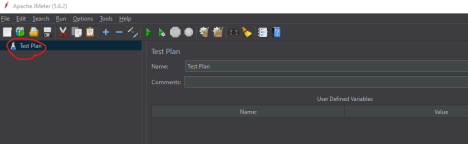 Apache JMeter (5.6.2)
File Edit Search Run Options Tools Help
Test Plan
Test Plan
Name: Test Plan
Comments:
User Defined Variables
Name: Value